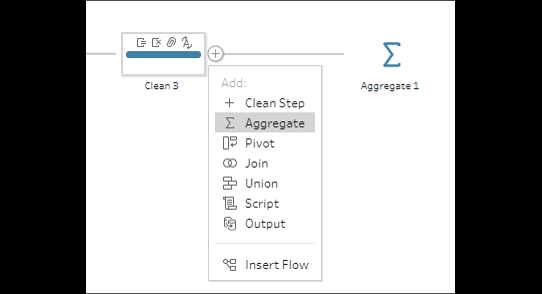 Clean 3
Aggregate 1
Add:
Clean Step
Aggregate
Pivot
Join
Union
Script
Output
Insert Flow